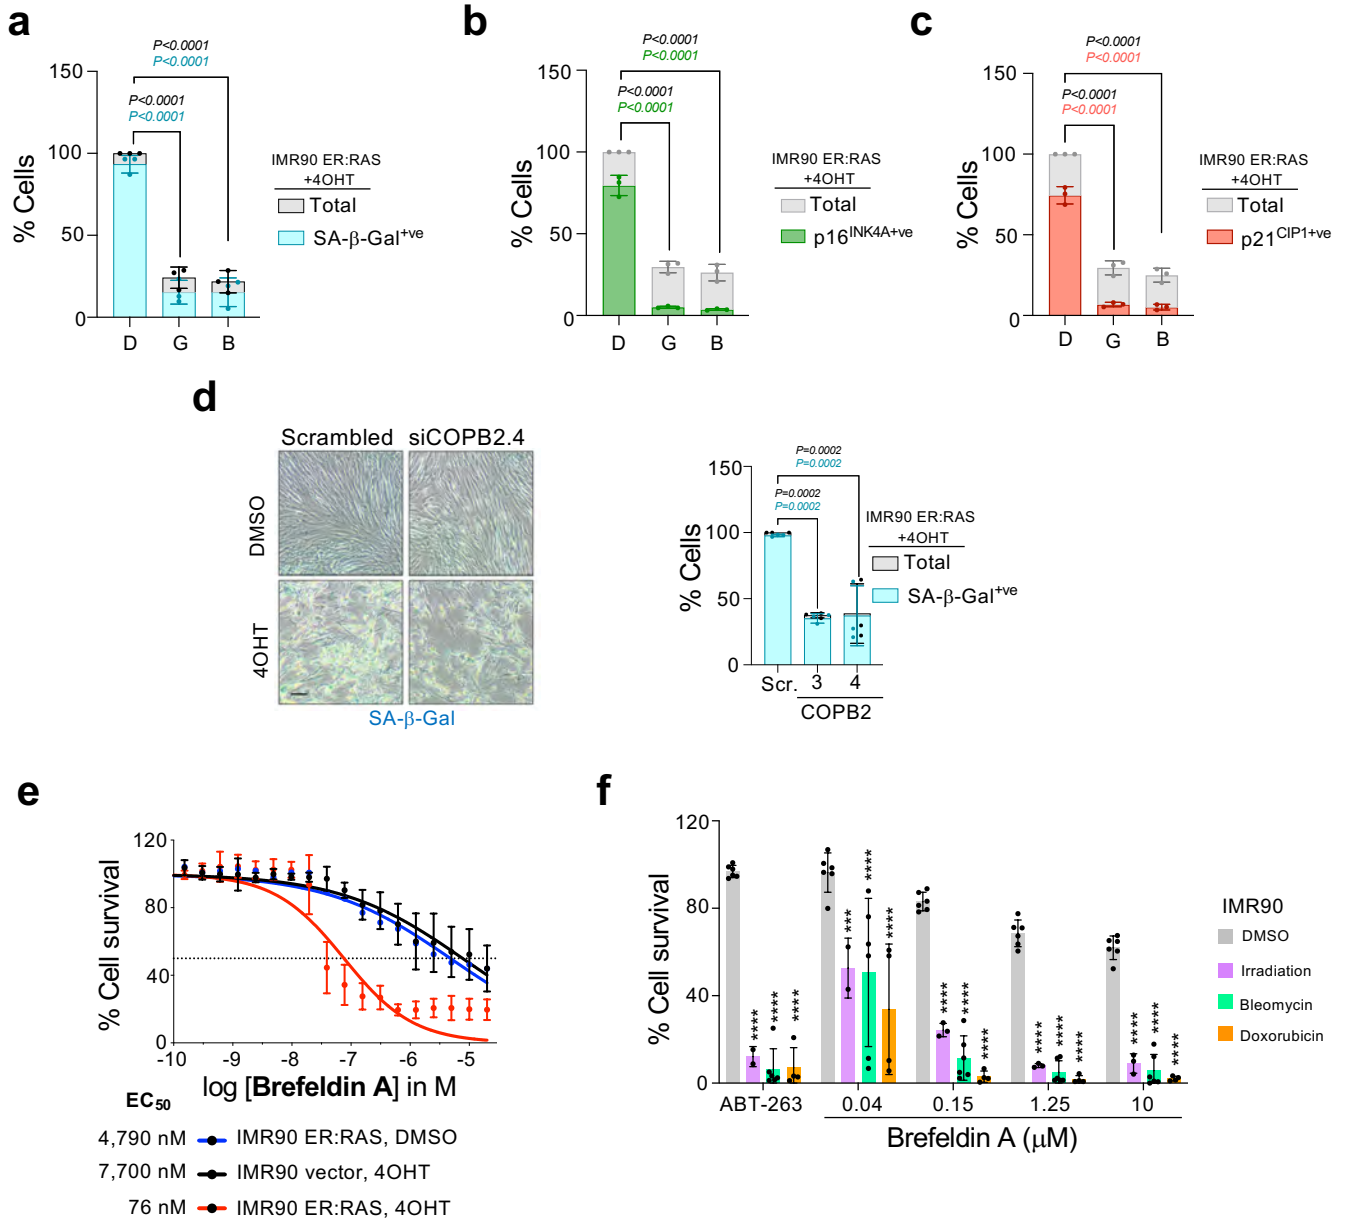 a
P<0.0001
P<0.0001
P<0.0001
P<0.0001
150
100
50
0
% Cells
D G B
IMR90 ER:RAS
+4OHT
Total
SA-β-Gal+ve
b
P<0.0001
P<0.0001
P<0.0001
P<0.0001
150
100
50
0
% Cells
D G B
IMR90 ER:RAS
+4OHT
Total
p16INK4A+ve
c
P<0.0001
P<0.0001
P<0.0001
P<0.0001
150
100
50
0
% Cells
D G B
IMR90 ER:RAS
+4OHT
Total
p21CIP1+ve
d
Scrambled siCOPB2.4
DMSO
4OHT
SA-β-Gal
P=0.0002
P=0.0002
P=0.0002
P=0.0002
150
100
50
0
% Cells
Scr. 3 4
COPB2
IMR90 ER:RAS
+4OHT
Total
SA-β-Gal+ve
e
120
80
40
0
% Cell survival
-10 -9 -8 -7 -6 -5
log [Brefeldin A] in M
EC50
4,790 nM IMR90 ER:RAS, DMSO
7,700 nM IMR90 vector, 4OHT
76 nM IMR90 ER:RAS, 4OHT
f
120
80
40
0
% Cell survival
**** **** ****
*** **** ****
**** **** ****
**** **** ****
**** **** ****
ABT-263 0.04 0.15 1.25 10
Brefeldin A (μM)
IMR90
DMSO
Irradiation
Bleomycin
Doxorubicin